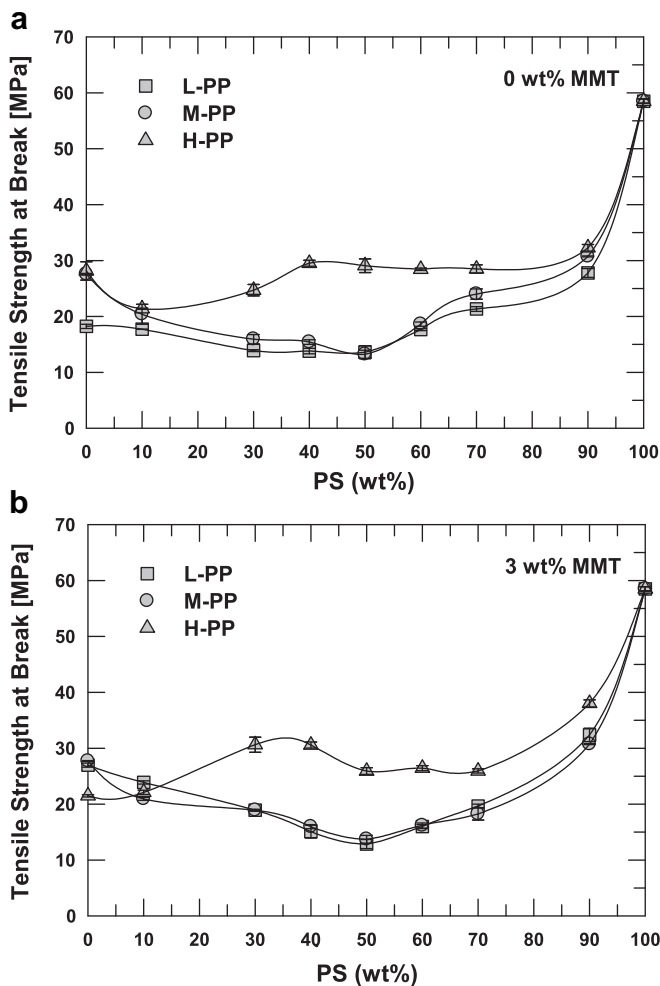 a
70
60
50
40
30
20
10
0
Tensile Strength at Break [MPa]
L-PP
M-PP
H-PP
0 wt% MMT
0 10 20 30 40 50 60 70 80 90 100
PS (wt%)
b
70
60
50
40
30
20
10
0
Tensile Strength at Break [MPa]
L-PP
M-PP
H-PP
3 wt% MMT
0 10 20 30 40 50 60 70 80 90 100
PS (wt%)